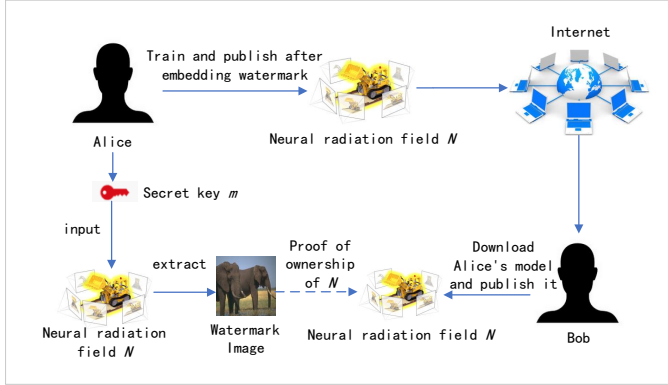 Internet
Train and publish after
embedding watermark
Neural radiation field N
Alice
Secret key m
input
extract
Proof of
ownership
of N
Download
Alice's model
and publish it
Neural radiation
field N
Watermark
Image
Neural radiation field N
Bob